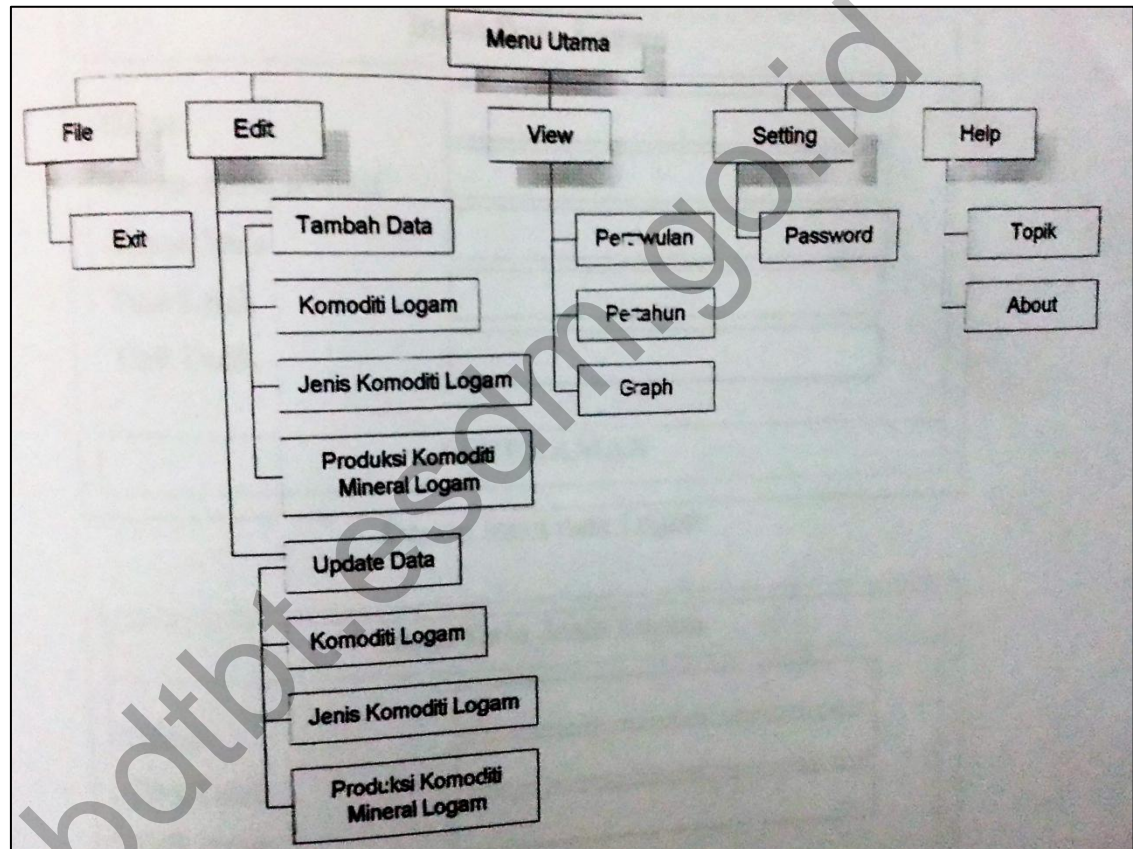 Menu Utama
File
Edit
View
Setting
Help
Exit
Tambah Data
Komoditi Logam
Jenis Komoditi Logam
Produksi Komoditi
Mineral Logam
Update Data
Komoditi Logam
Jenis Komoditi Logam
Produksi Komoditi
Mineral Logam
Graph
Password
Topik
About
bdtbt.esdm.go.id